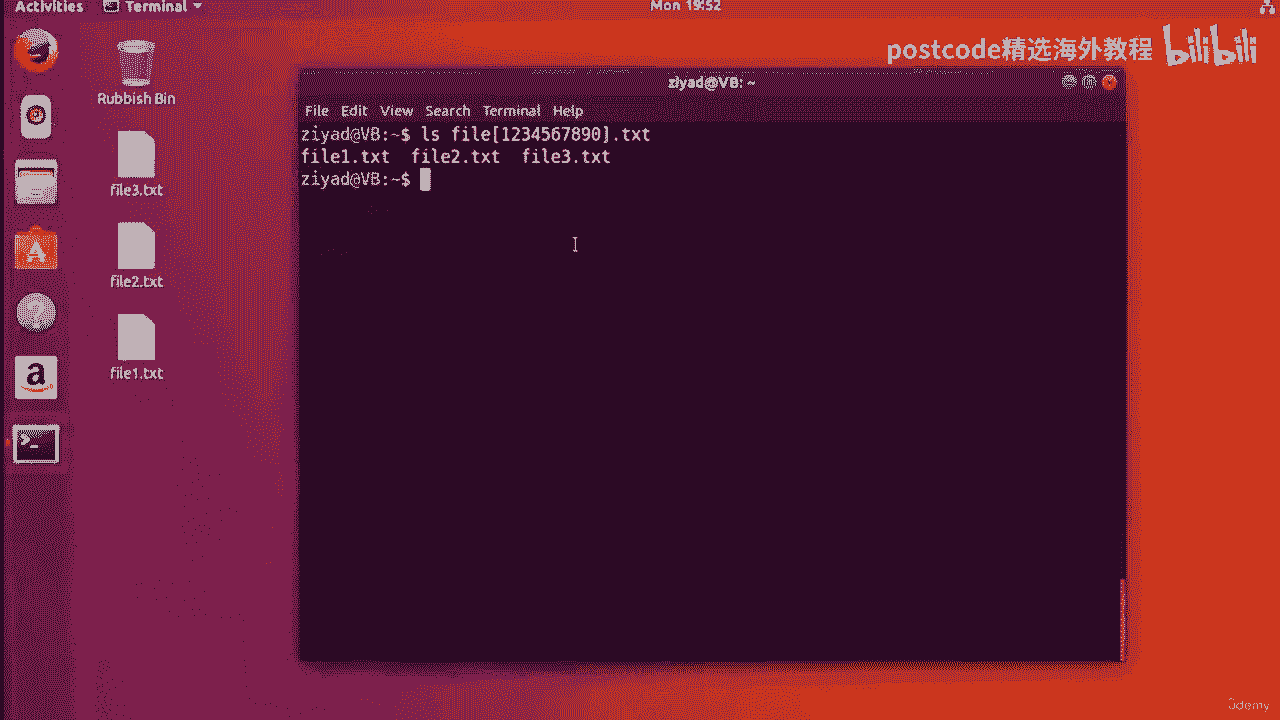 Activities Terminal Mon 19:52
postcode精选海外教程 bilibili
Rubbish Bin
file3.txt
file2.txt
file1.txt
ziyad@VB: ~
File Edit View Search Terminal Help
ziyad@VB:~$ ls file[1234567890].txt
file1.txt file2.txt file3.txt
ziyad@VB:~$
Udemy